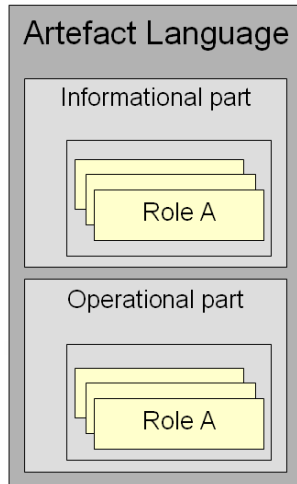 Artefact Language
Informational part
Role A
Operational part
Role A